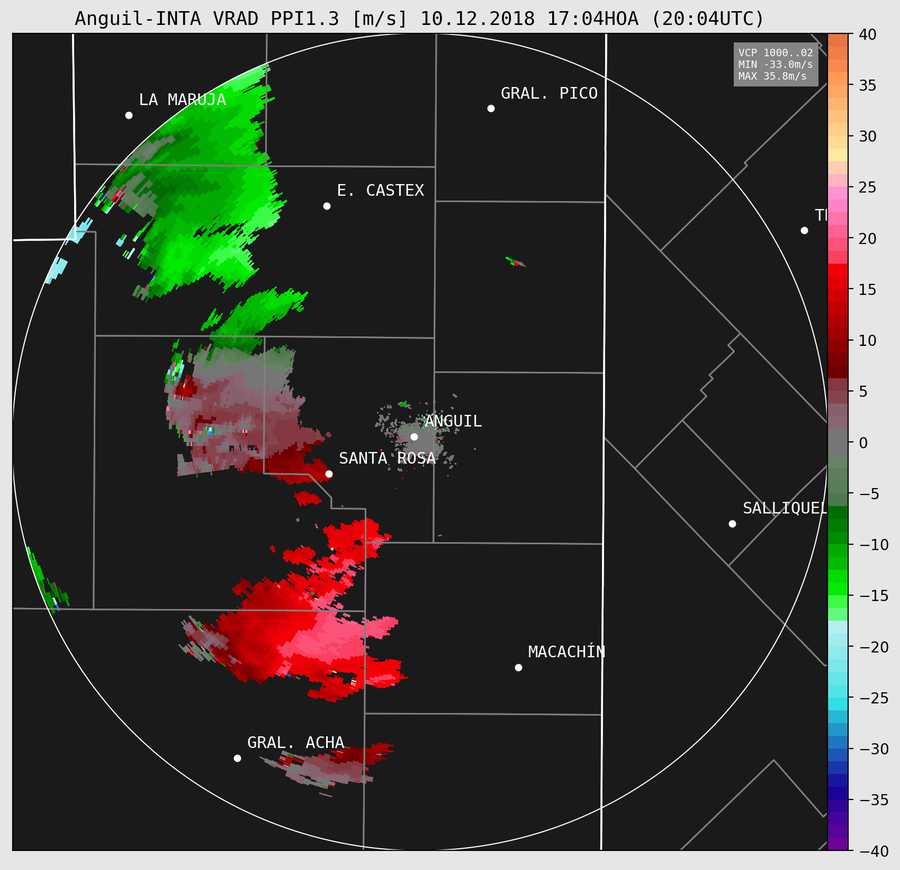 Anguil-INTA VRAD PPI1.3 [m/s] 10.12.2018 17:04HOA (20:04UTC)
VCP 1000..02
MIN -33.0m/s
MAX 35.8m/s
LA MARUJA
GRAL. PICO
E. CASTEX
TR
ANGUIL
SANTA ROSA
SALLIQUEL
MACACHÍN
GRAL. ACHA
40
35
30
25
20
15
10
5
0
−5
−10
−15
−20
−25
−30
−35
−40